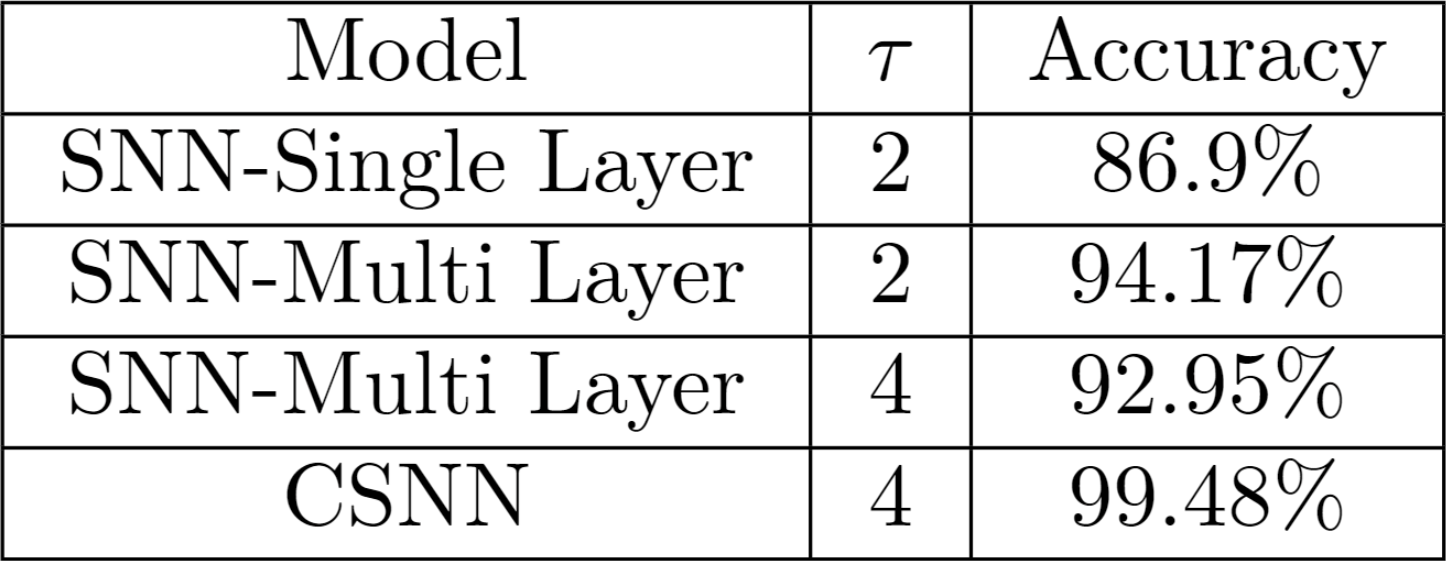 Model τ Accuracy
SNN-Single Layer 2 86.9%
SNN-Multi Layer 2 94.17%
SNN-Multi Layer 4 92.95%
CSNN 4 99.48%